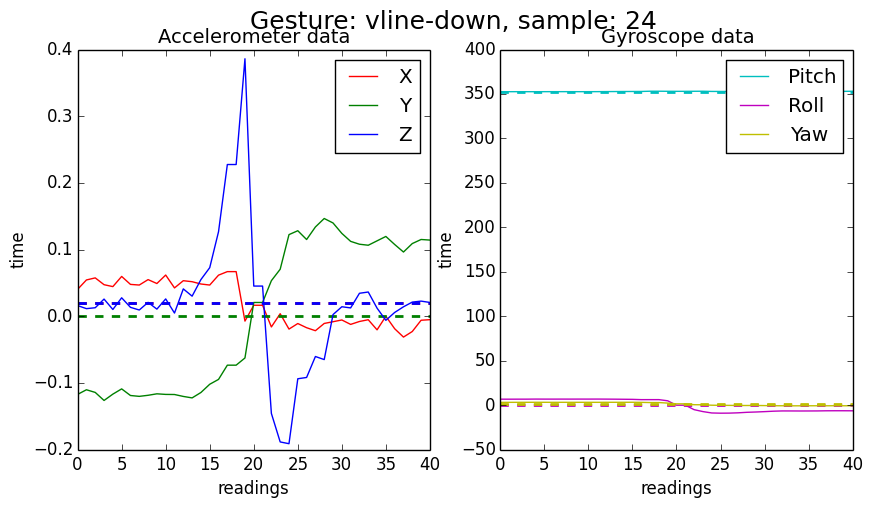 Gesture: vline-down, sample: 24
Accelerometer data
0.4
0.3
0.2
0.1
0.0
−0.1
−0.2
time
0 5 10 15 20 25 30 35 40
readings
X
Y
Z
Gyroscope data
400
350
300
250
200
150
100
50
0
−50
time
0 5 10 15 20 25 30 35 40
readings
Pitch
Roll
Yaw